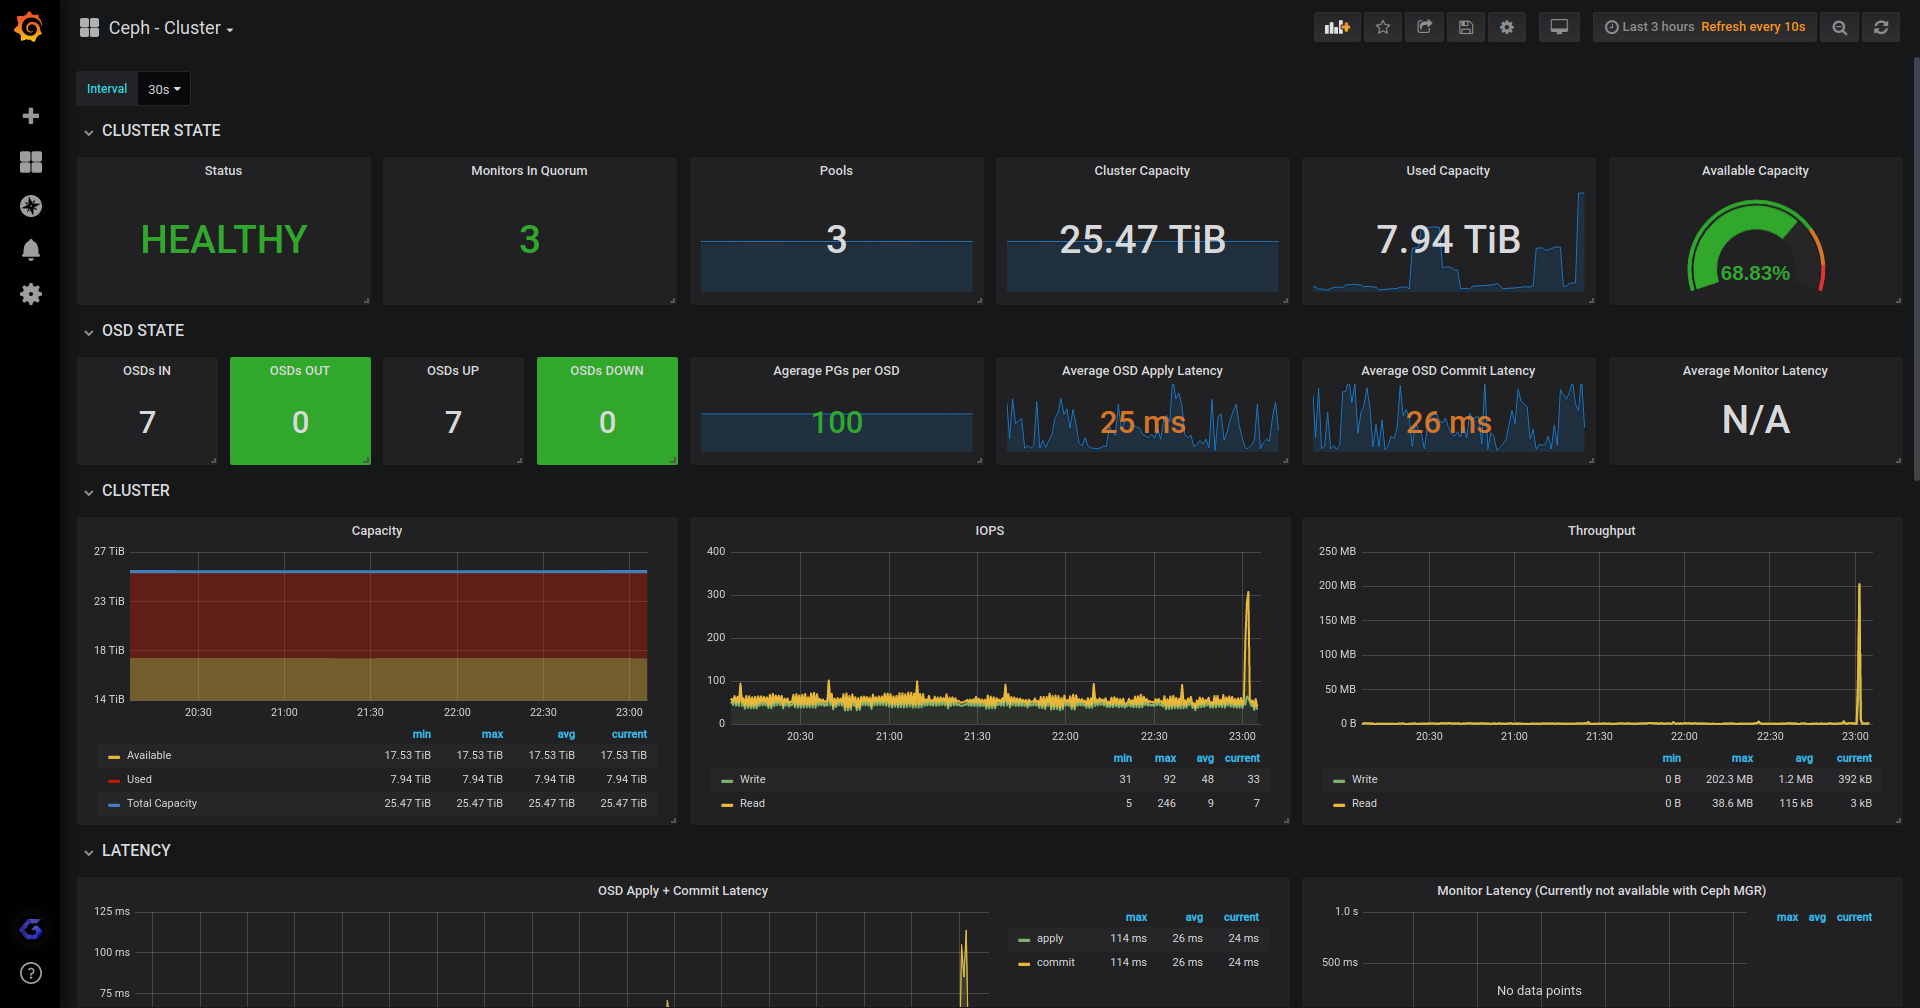 Ceph - Cluster
Last 3 hours Refresh every 10s
Interval 30s
CLUSTER STATE
Status
HEALTHY
Monitors In Quorum
3
Pools
3
Cluster Capacity
25.47 TiB
Used Capacity
7.94 TiB
Available Capacity
68.83%
OSD STATE
OSDs IN
7
OSDs OUT
0
OSDs UP
7
OSDs DOWN
0
Agerage PGs per OSD
100
Average OSD Apply Latency
25 ms
Average OSD Commit Latency
26 ms
Average Monitor Latency
N/A
CLUSTER
Capacity
27 TiB
23 TiB
18 TiB
14 TiB
20:30 21:00 21:30 22:00 22:30 23:00
min max avg current
Available 17.53 TiB 17.53 TiB 17.53 TiB 17.53 TiB
Used 7.94 TiB 7.94 TiB 7.94 TiB 7.94 TiB
Total Capacity 25.47 TiB 25.47 TiB 25.47 TiB 25.47 TiB
IOPS
400
300
200
100
0
20:30 21:00 21:30 22:00 22:30 23:00
min max avg current
Write 31 92 48 33
Read 5 246 9 7
Throughput
250 MB
200 MB
150 MB
100 MB
50 MB
0 B
20:30 21:00 21:30 22:00 22:30 23:00
min max avg current
Write 0 B 202.3 MB 1.2 MB 392 kB
Read 0 B 38.6 MB 115 kB 3 kB
LATENCY
OSD Apply + Commit Latency
125 ms
100 ms
75 ms
max avg current
apply 114 ms 26 ms 24 ms
commit 114 ms 26 ms 24 ms
Monitor Latency (Currently not available with Ceph MGR)
1.0 s
500 ms
No data points
max avg current